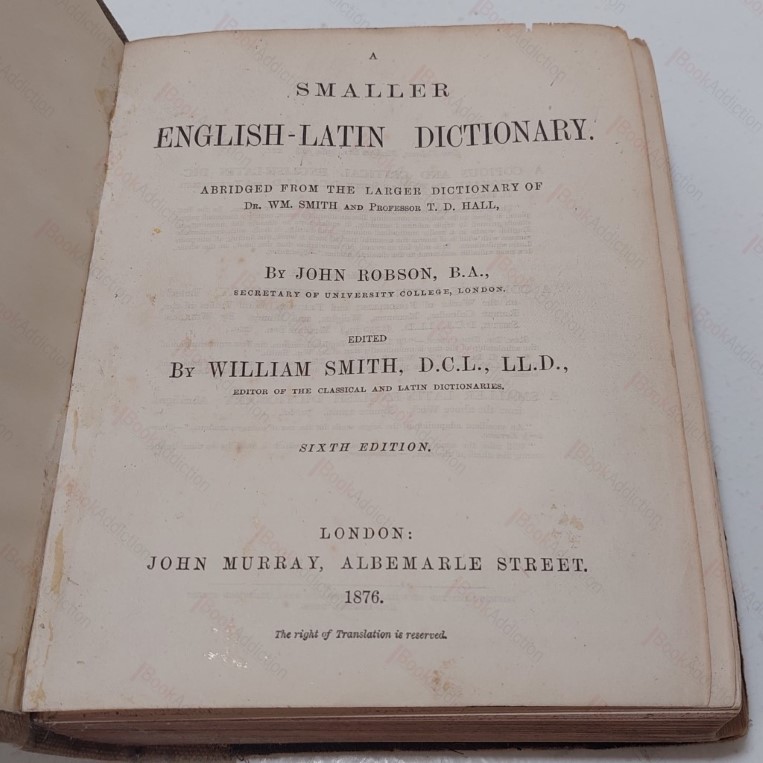 A
SMALLER
ENGLISH-LATIN DICTIONARY.
ABRIDGED FROM THE LARGER DICTIONARY OF
DR. WM. SMITH AND PROFESSOR T. D. HALL,
BY JOHN ROBSON, B.A.,
SECRETARY OF UNIVERSITY COLLEGE, LONDON.
EDITED
BY WILLIAM SMITH, D.C.L., LL.D.,
EDITOR OF THE CLASSICAL AND LATIN DICTIONARIES.
SIXTH EDITION.
LONDON:
JOHN MURRAY, ALBEMARLE STREET.
1876.
The right of Translation is reserved.
BookAddiction